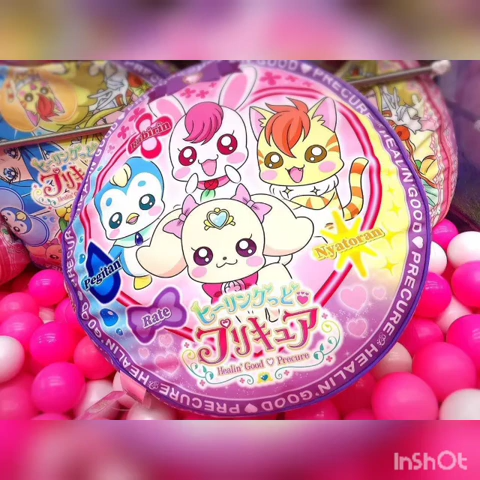 HEALIN' GOOD ♥ PRECURE
Rabirin
Pegitan
Nyatoran
Rate
ヒーリングっど♥
プリキュア
Healin' Good ♥ Precure
InShOt